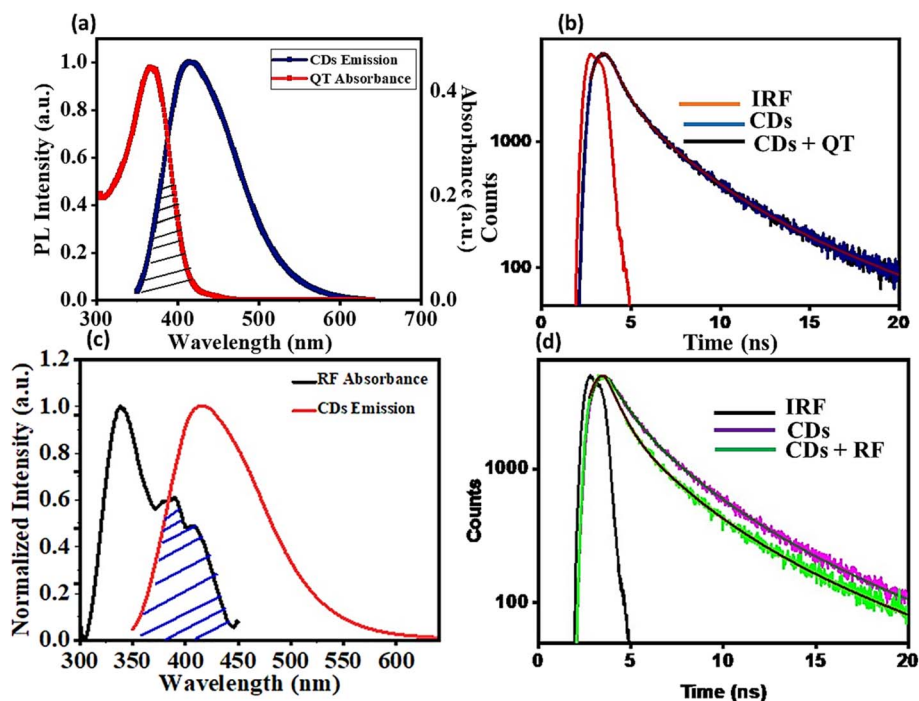 (a)
CDs Emission
QT Absorbance
PL Intensity (a.u.)
1.0
0.8
0.6
0.4
0.2
0.0
0.4
0.2
0.0
Absorbance (a.u.)
300 400 500 600 700
Wavelength (nm)
(b)
IRF
CDs
CDs + QT
Counts
1000
100
0 5 10 15 20
Time (ns)
(c)
RF Absorbance
CDs Emission
Normalized Intensity (a.u.)
1.2
1.0
0.8
0.6
0.4
0.2
0.0
300 350 400 450 500 550 600
Wavelength (nm)
(d)
IRF
CDs
CDs + RF
Counts
1000
100
0 5 10 15 20
Time (ns)